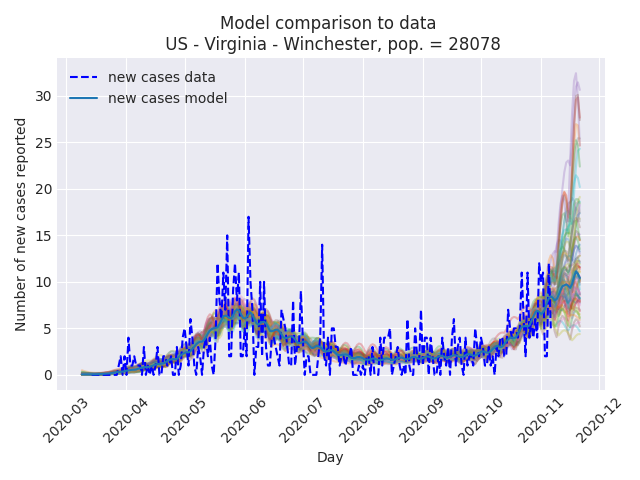 Model comparison to data
US - Virginia - Winchester, pop. = 28078
new cases data
new cases model
Number of new cases reported
30
25
20
15
10
5
0
2020-03
2020-04
2020-05
2020-06
2020-07
2020-08
2020-09
2020-10
2020-11
2020-12
Day